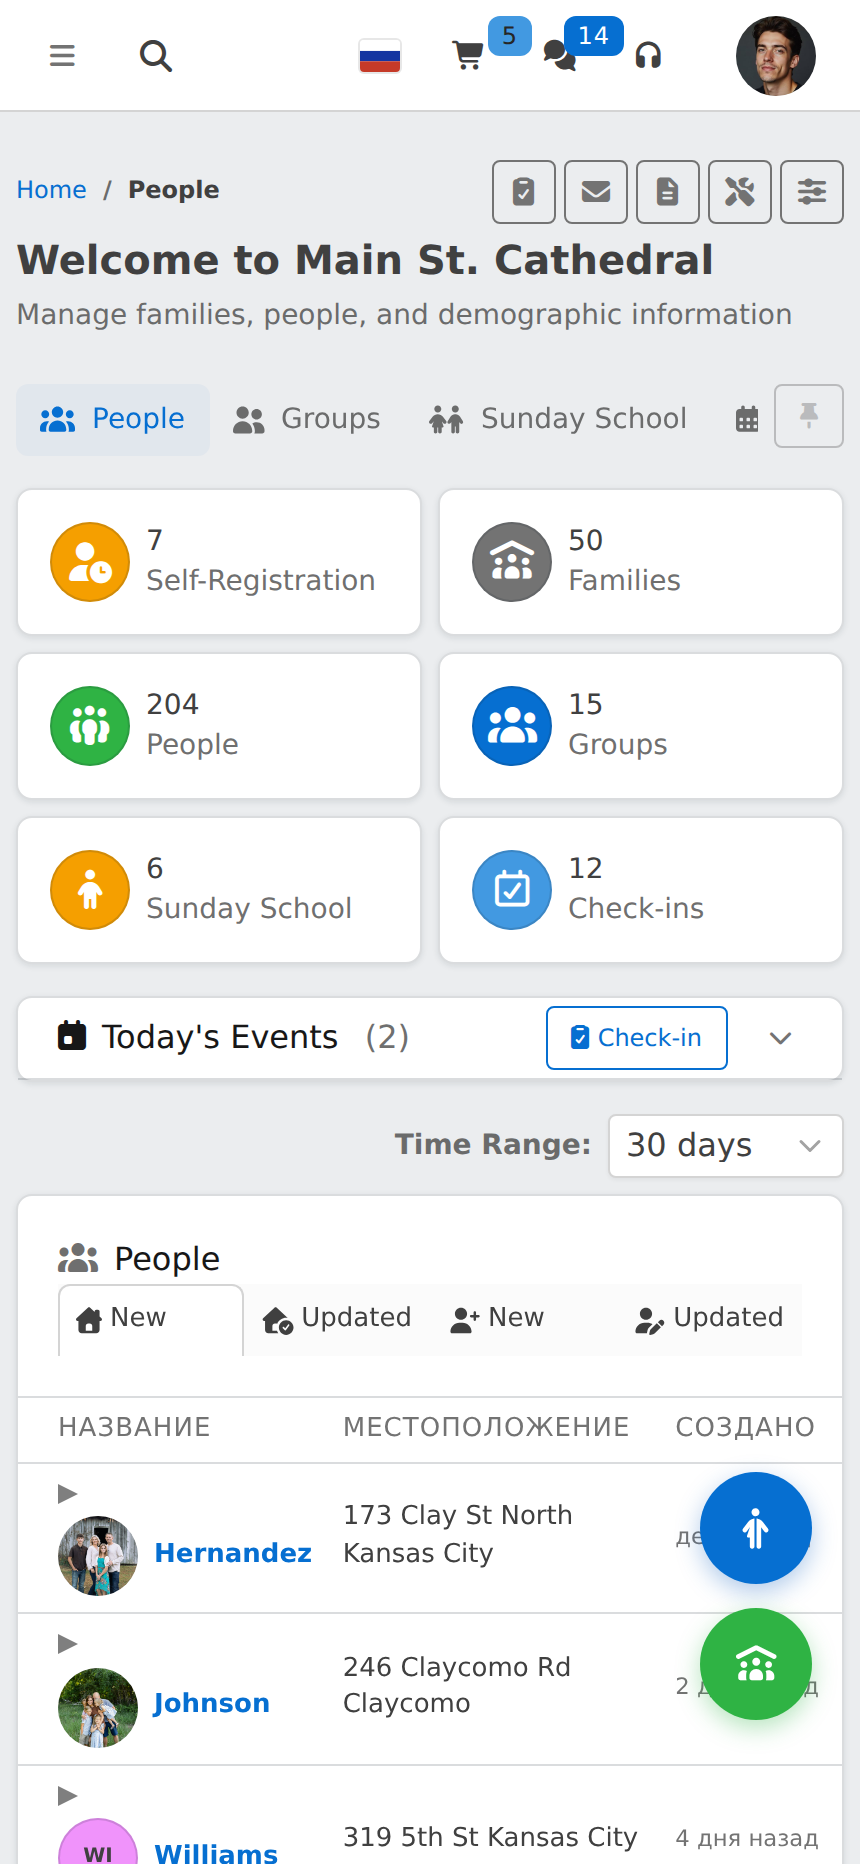 5
14
Home / People
Welcome to Main St. Cathedral
Manage families, people, and demographic information
People
Groups
Sunday School
7
Self-Registration
50
Families
204
People
15
Groups
6
Sunday School
12
Check-ins
Today's Events (2)
Check-in
Time Range:
30 days
People
New
Updated
New
Updated
НАЗВАНИЕ
МЕСТОПОЛОЖЕНИЕ
СОЗДАНО
Hernandez
173 Clay St North
Kansas City
Johnson
246 Claycomo Rd
Claycomo
2
WI
Williams
319 5th St Kansas City
4 дня назад